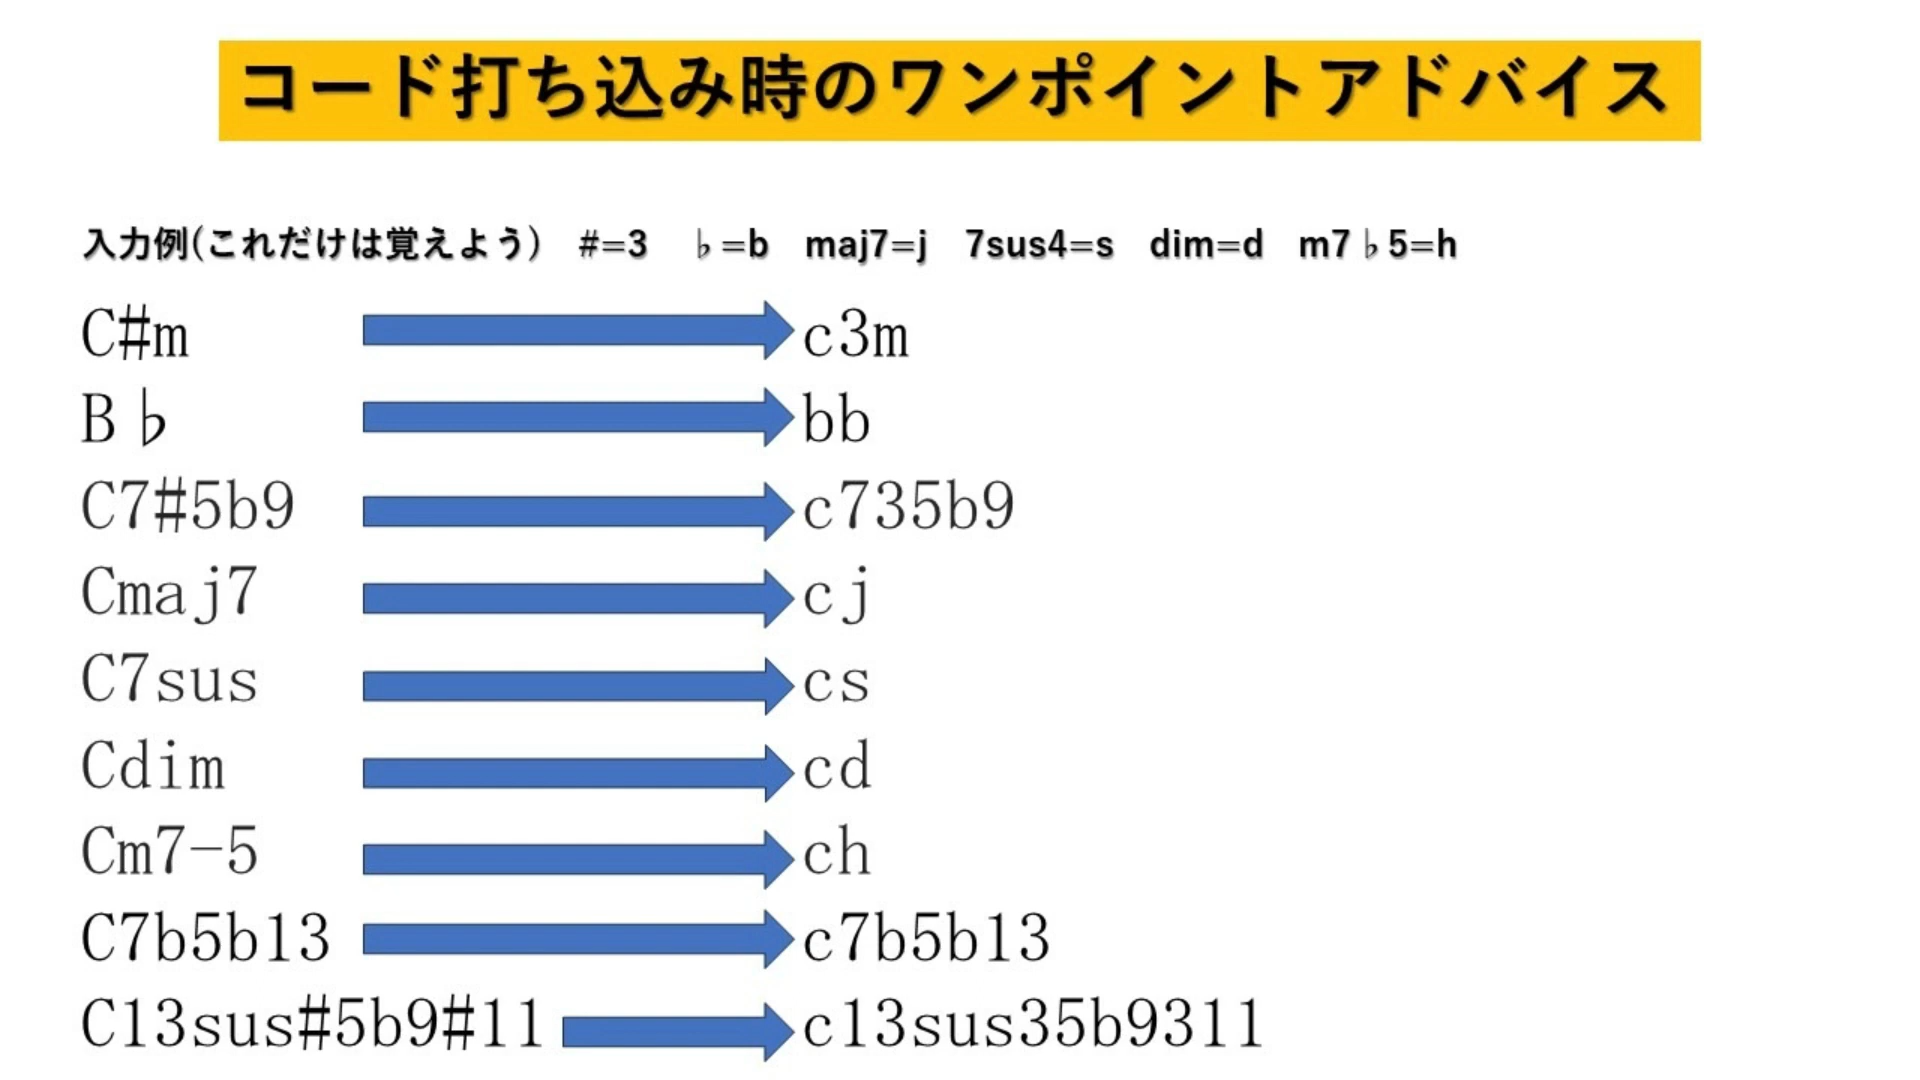 コード打ち込み時のワンポイントアドバイス
入力例(これだけは覚えよう) #=3 ♭=b maj7=j 7sus4=s dim=d m7♭5=h
C#m c3m
B♭ bb
C7#5b9 c735b9
Cmaj7 cj
C7sus cs
Cdim cd
Cm7-5 ch
C7b5b13 c7b5b13
C13sus#5b9#11 c13sus35b9311